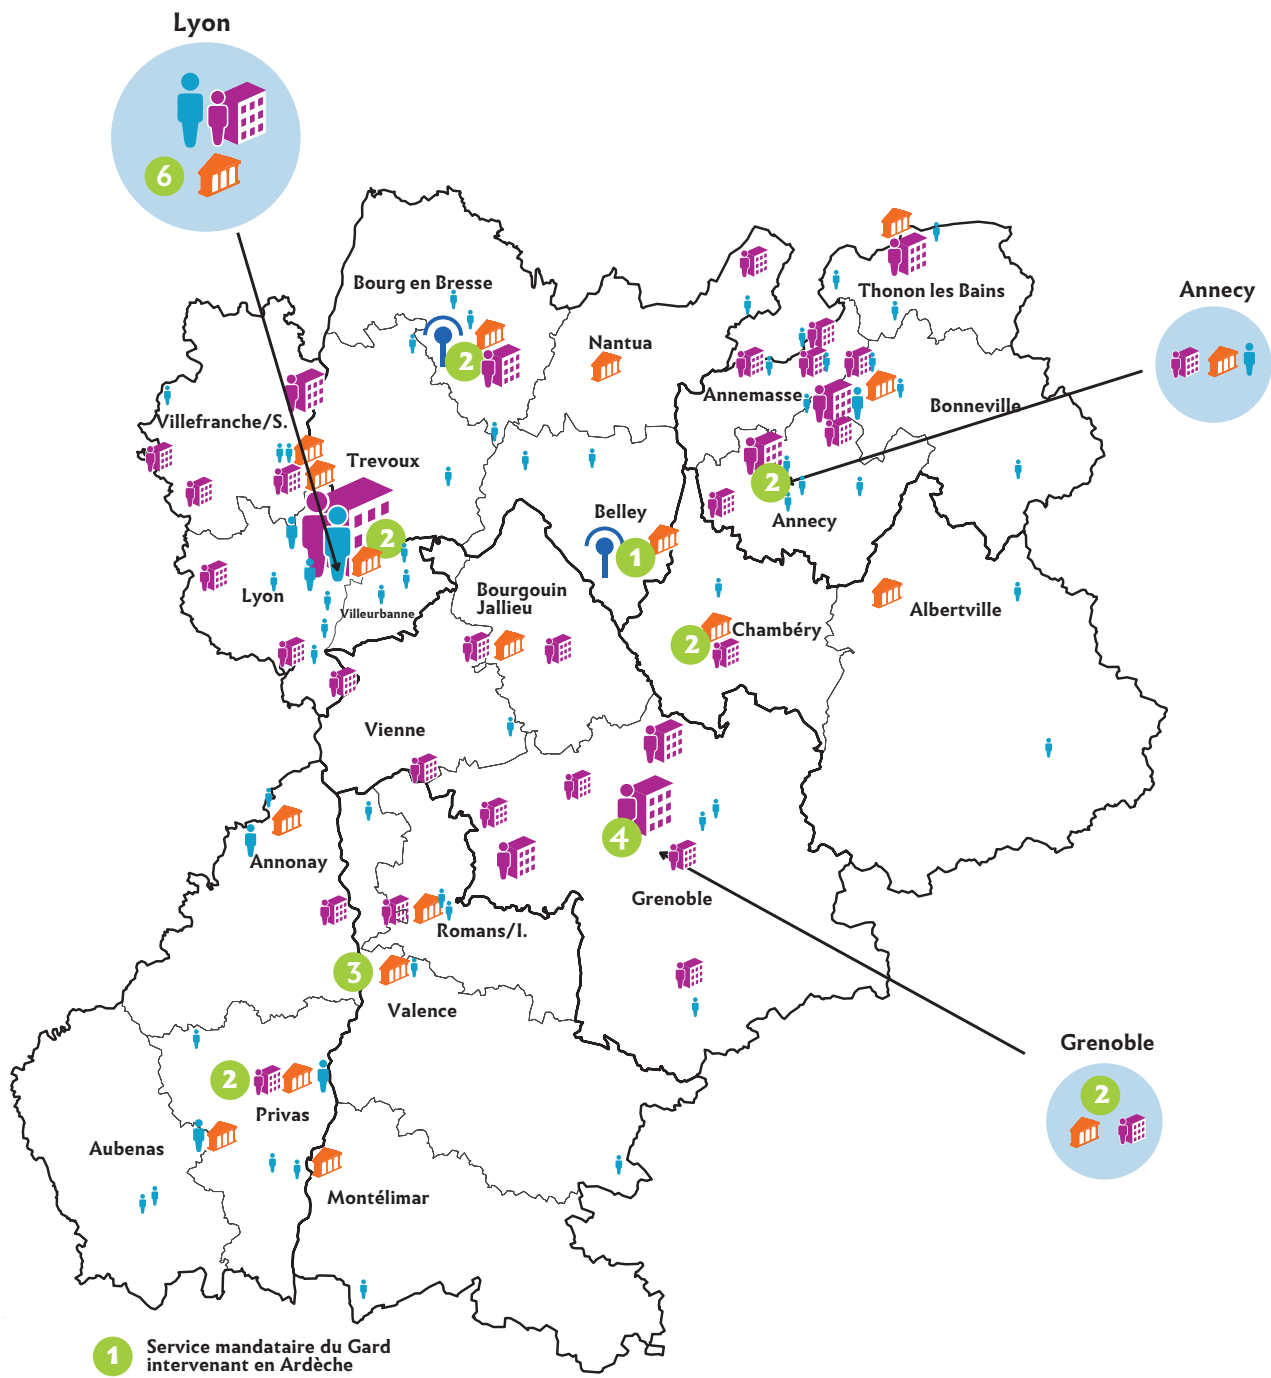 Lyon
6
Bourg en Bresse
Thonon les Bains
Annecy
2
Nantua
Annemasse
Bonneville
Villefranche/S.
Trevoux
2
Annecy
2
Belley
1
Lyon
Villeurbanne
Bourgouin
Jallieu
Albertville
2
Chambéry
Vienne
4
Annonay
Grenoble
Romans/I.
3
Valence
Grenoble
2
2
Privas
Aubenas
Montélimar
1
Service mandataire du Gard
intervenant en Ardèche